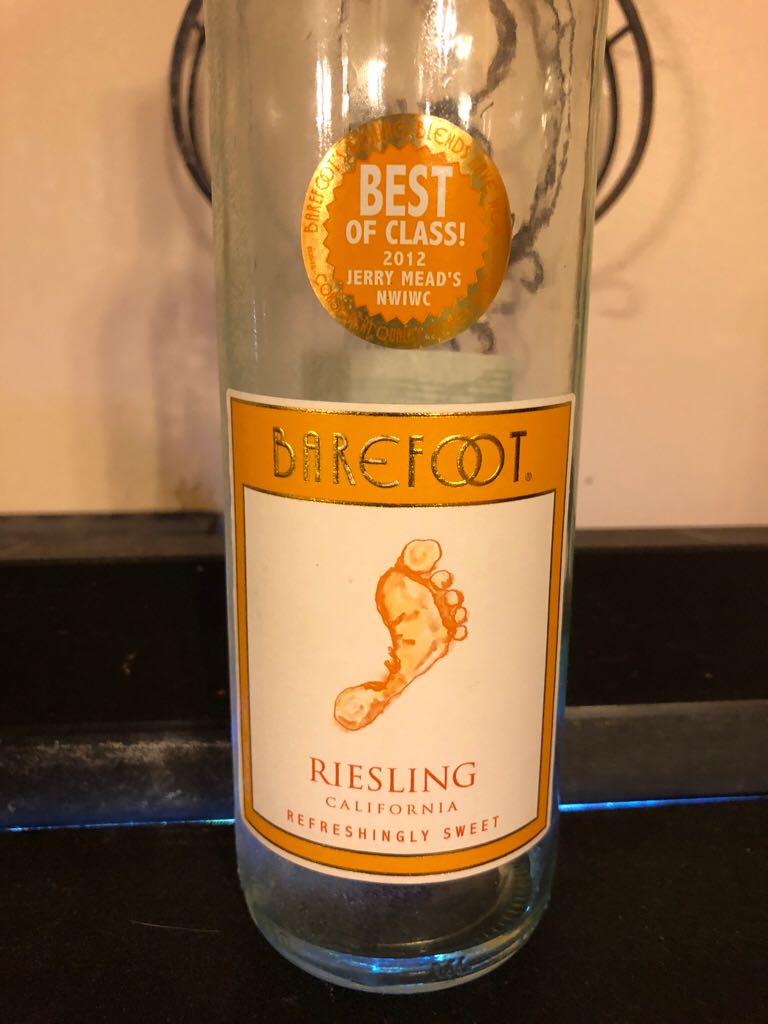 BEST
OF CLASS!
2012
JERRY MEAD'S
NWIWC
BAREFOOT®
RIESLING
CALIFORNIA
REFRESHINGLY SWEET